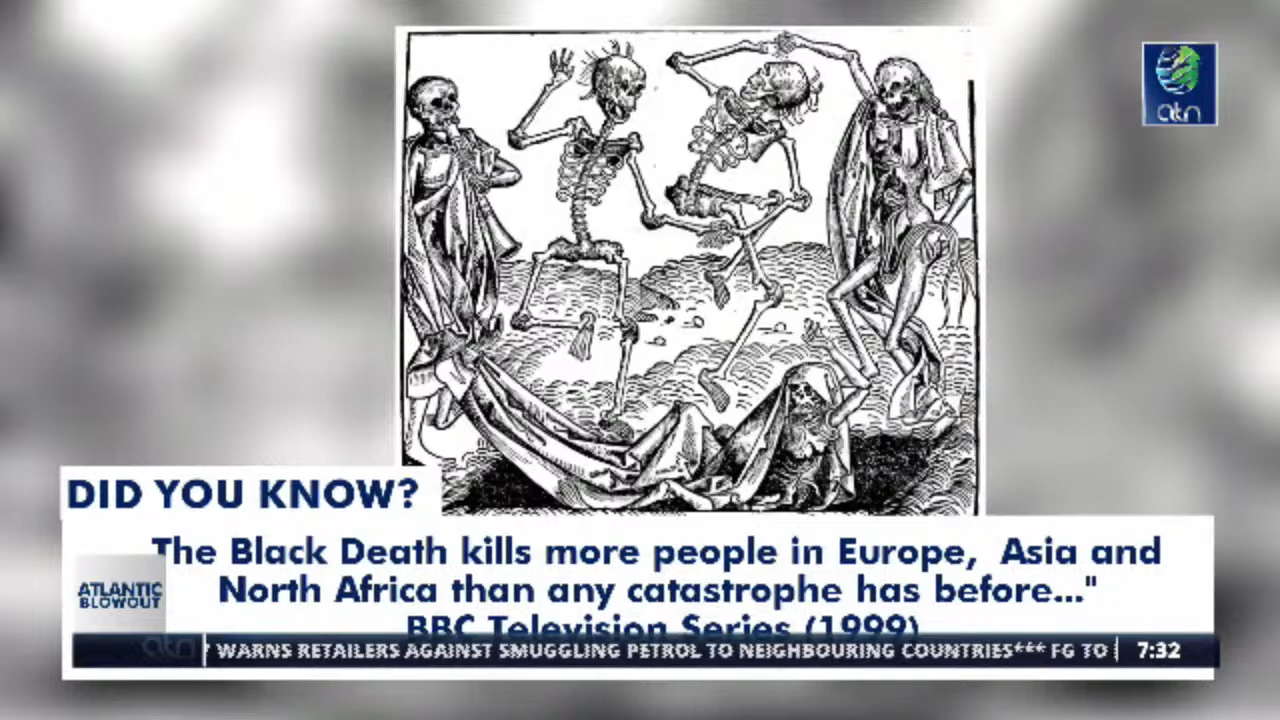 atn
DID YOU KNOW?
The Black Death kills more people in Europe, Asia and
North Africa than any catastrophe has before..."
BBC Television Series (1999)
ATLANTIC
BLOWOUT
atn
WARNS RETAILERS AGAINST SMUGGLING PETROL TO NEIGHBOURING COUNTRIES*** FG TO
7:32